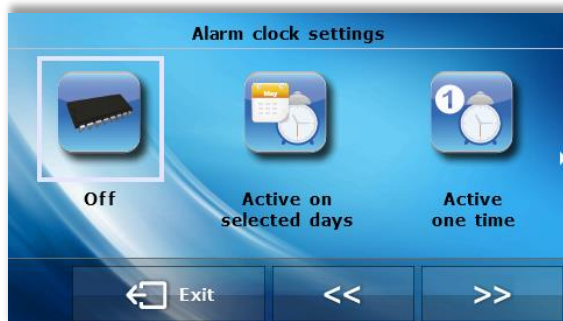 Alarm clock settings
May
1
Off
Active on
selected days
Active
one time
Exit
<<
>>